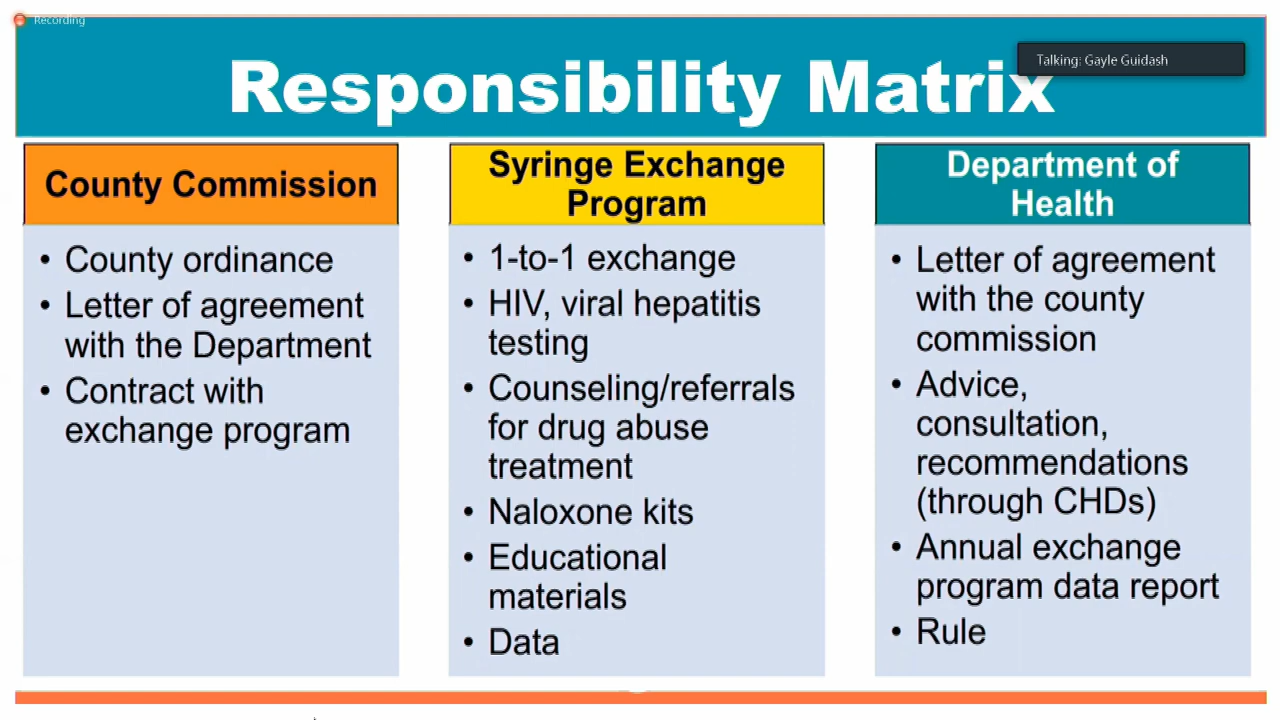 Recording
Talking: Gayle Guidash
Responsibility Matrix
County Commission
• County ordinance
• Letter of agreement
with the Department
• Contract with
exchange program
Syringe Exchange
Program
• 1-to-1 exchange
• HIV, viral hepatitis
testing
• Counseling/referrals
for drug abuse
treatment
• Naloxone kits
• Educational
materials
• Data
Department of
Health
• Letter of agreement
with the county
commission
• Advice,
consultation,
recommendations
(through CHDs)
• Annual exchange
program data report
• Rule